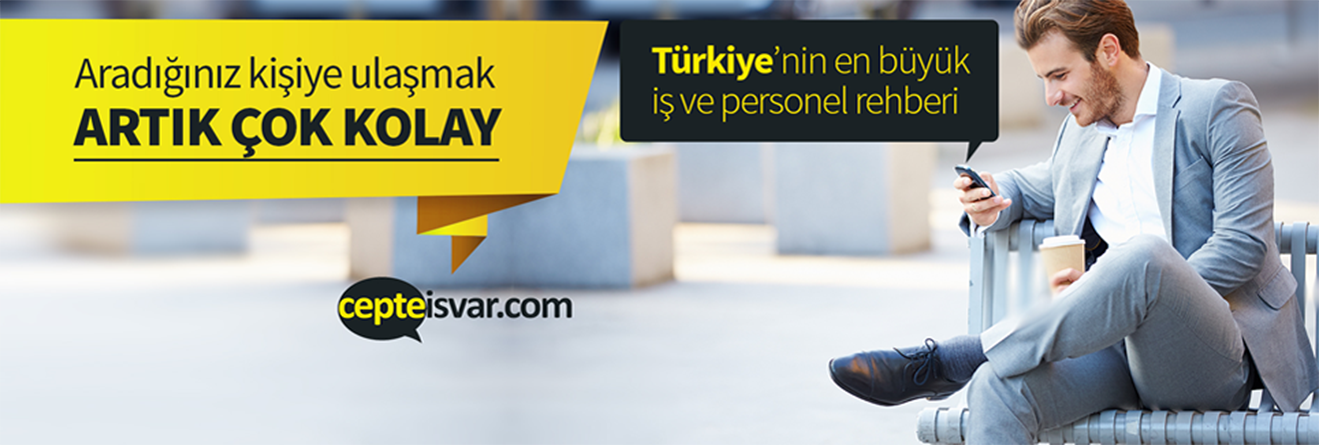 Aradığınız kişiye ulaşmak
ARTIK ÇOK KOLAY
Türkiye'nin en büyük
iş ve personel rehberi
cepteisvar.com